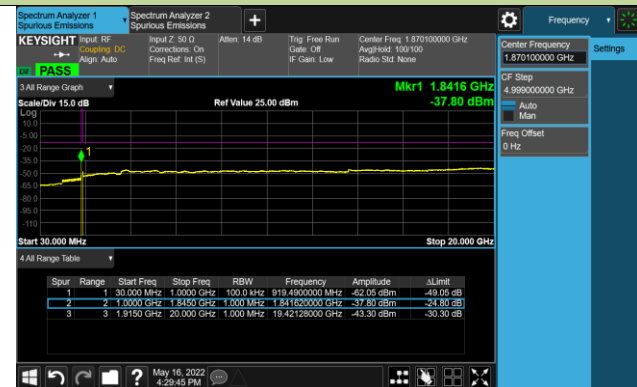 Spectrum Analyzer 1
Spurious Emissions
Spectrum Analyzer 2
Spurious Emissions
+
Frequency
KEYSIGHT
Input: RF
Coupling: DC
Align: Auto
Input Z: 50 Ω
Corrections: On
Freq Ref: Int (S)
Atten: 14 dB
Trig: Free Run
Gate: Off
IF Gain: Low
Center Freq: 1.870100000 GHz
Avg|Hold: 100/100
Radio Std: None
PASS
Center Frequency
1.870100000 GHz
Settings
CF Step
4.999000000 GHz
Auto
Man
Freq Offset
0 Hz
3 All Range Graph
Mkr1 1.8416 GHz
Scale/Div 15.0 dB
Ref Value 25.00 dBm
-37.80 dBm
Log
10.0
-5.00
-20.0
-35.0
-50.0
-65.0
-80.0
-95.0
-110
1
Start 30.000 MHz
Stop 20.000 GHz
4 All Range Table
Spur Range Start Freq Stop Freq RBW Frequency Amplitude ΔLimit
1 1 30.000 MHz 1.0000 GHz 100.0 kHz 919.4900000 MHz -62.05 dBm -49.05 dB
2 2 1.0000 GHz 1.8450 GHz 1.000 MHz 1.841620000 GHz -37.80 dBm -24.80 dB
3 3 1.9150 GHz 20.000 GHz 1.000 MHz 19.42128000 GHz -43.30 dBm -30.30 dB
?
May 16, 2022
4:29:45 PM